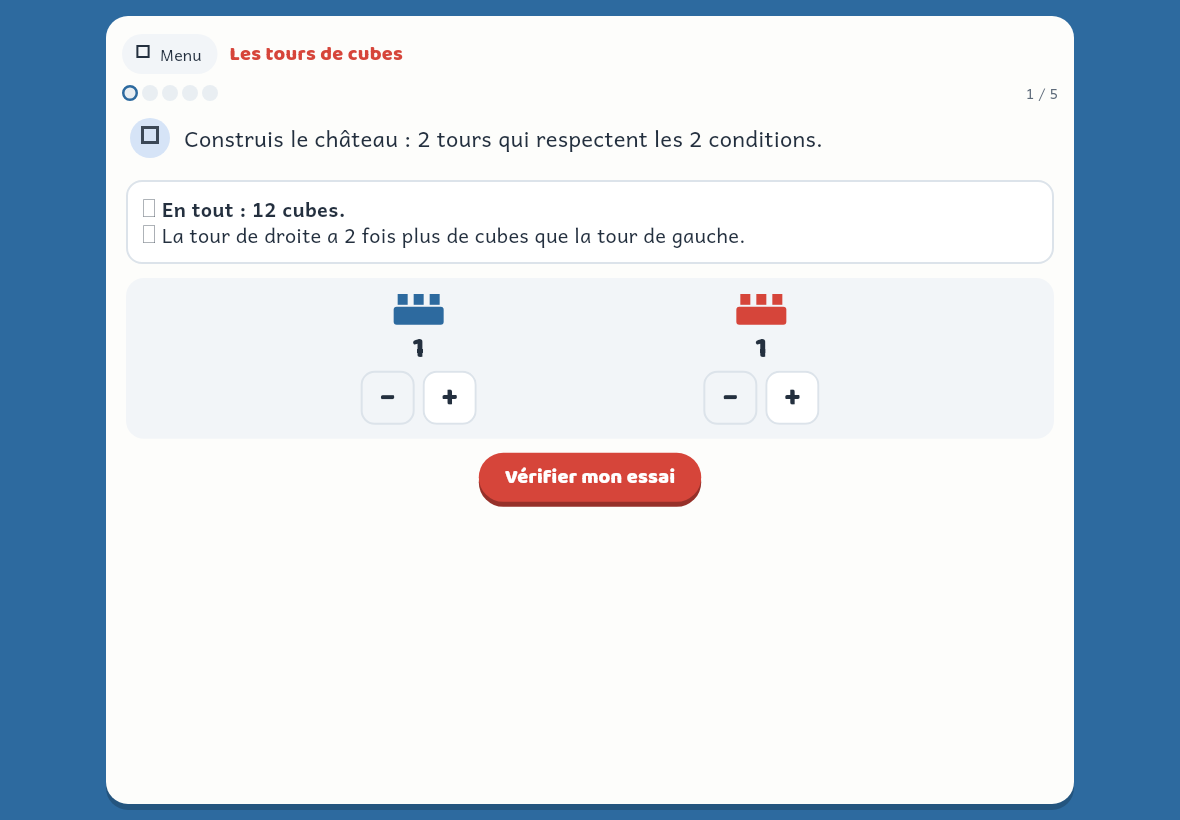 Menu
Les tours de cubes
1 / 5
Construis le château : 2 tours qui respectent les 2 conditions.
En tout : 12 cubes.
La tour de droite a 2 fois plus de cubes que la tour de gauche.
1 1
− + − +
Vérifier mon essai